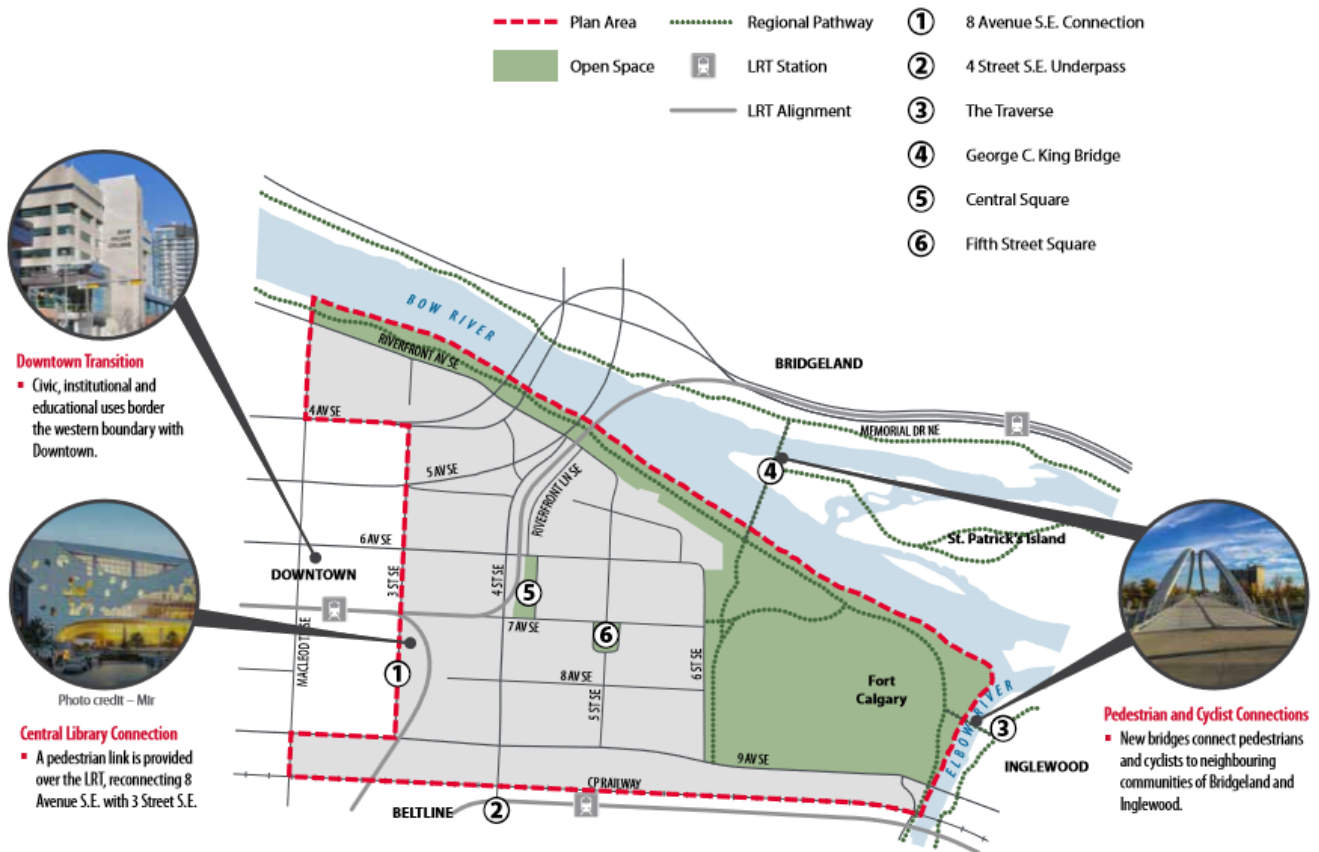 Plan Area
Regional Pathway
1
8 Avenue S.E. Connection
Open Space
LRT Station
2
4 Street S.E. Underpass
LRT Alignment
3
The Traverse
4
George C. King Bridge
5
Central Square
6
Fifth Street Square
Downtown Transition
▪ Civic, institutional and
educational uses border
the western boundary with
Downtown.
Photo credit – Mir
Central Library Connection
▪ A pedestrian link is provided
over the LRT, reconnecting 8
Avenue S.E. with 3 Street S.E.
BOW RIVER
RIVERFRONT AV SE
BRIDGELAND
4 AV SE
MEMORIAL DR NE
5 AV SE
4
RIVERFRONT LN SE
6 AV SE
St. Patrick's Island
DOWNTOWN
3 ST SE
4 ST SE
5
7 AV SE
6
MACLEOD TR SE
1
8 AV SE
5 ST SE
6 ST SE
Fort
Calgary
ELBOW RIVER
3
9 AV SE
INGLEWOOD
CP RAILWAY
BELTLINE
2
Pedestrian and Cyclist Connections
▪ New bridges connect pedestrians
and cyclists to neighbouring
communities of Bridgeland and
Inglewood.